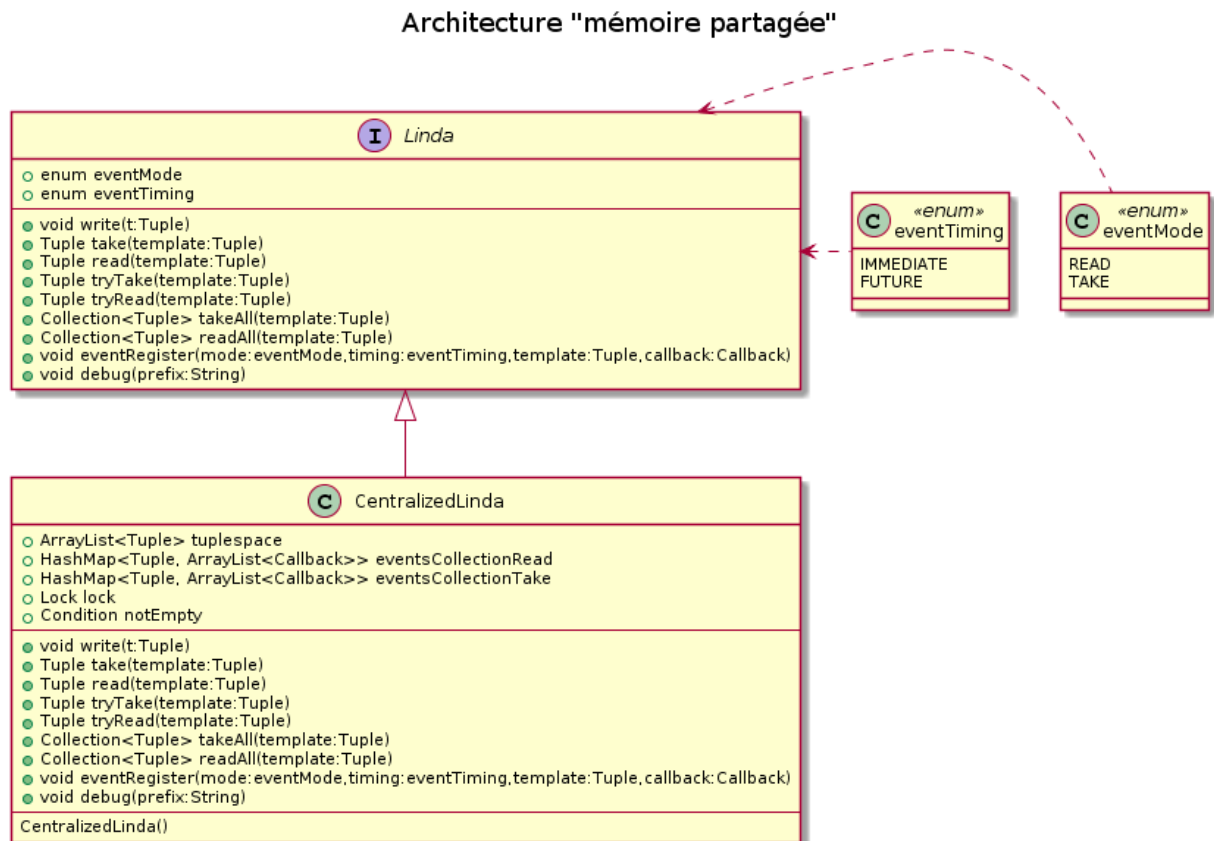 Architecture "mémoire partagée"
I Linda
enum eventMode
enum eventTiming
void write(t:Tuple)
Tuple take(template:Tuple)
Tuple read(template:Tuple)
Tuple tryTake(template:Tuple)
Tuple tryRead(template:Tuple)
Collection<Tuple> takeAll(template:Tuple)
Collection<Tuple> readAll(template:Tuple)
void eventRegister(mode:eventMode,timing:eventTiming,template:Tuple,callback:Callback)
void debug(prefix:String)
C «enum»
eventTiming
IMMEDIATE
FUTURE
C «enum»
eventMode
READ
TAKE
C CentralizedLinda
ArrayList<Tuple> tuplespace
HashMap<Tuple, ArrayList<Callback>> eventsCollectionRead
HashMap<Tuple, ArrayList<Callback>> eventsCollectionTake
Lock lock
Condition notEmpty
void write(t:Tuple)
Tuple take(template:Tuple)
Tuple read(template:Tuple)
Tuple tryTake(template:Tuple)
Tuple tryRead(template:Tuple)
Collection<Tuple> takeAll(template:Tuple)
Collection<Tuple> readAll(template:Tuple)
void eventRegister(mode:eventMode,timing:eventTiming,template:Tuple,callback:Callback)
void debug(prefix:String)
CentralizedLinda()